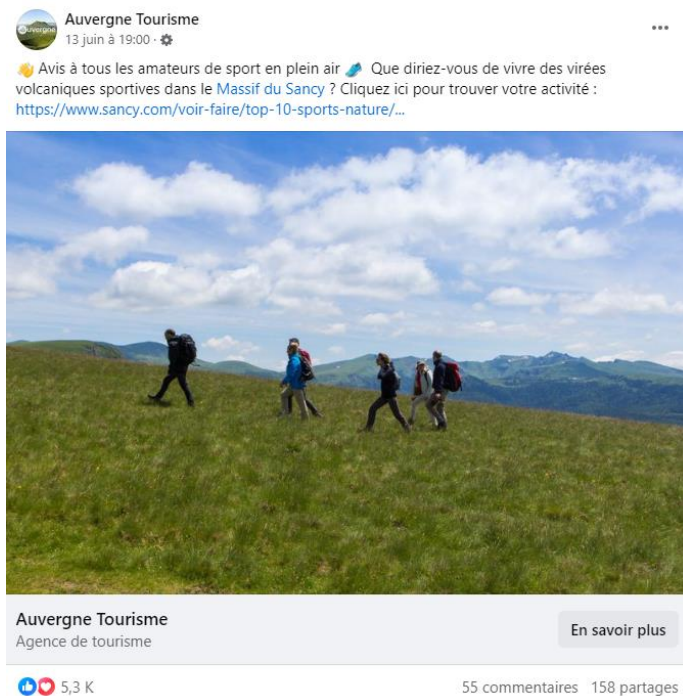 Auvergne
Auvergne Tourisme
13 juin à 19:00 ·
👋 Avis à tous les amateurs de sport en plein air 👟 Que diriez-vous de vivre des virées
volcaniques sportives dans le Massif du Sancy ? Cliquez ici pour trouver votre activité :
https://www.sancy.com/voir-faire/top-10-sports-nature/...
Auvergne Tourisme
Agence de tourisme
En savoir plus
5,3 K
55 commentaires 158 partages